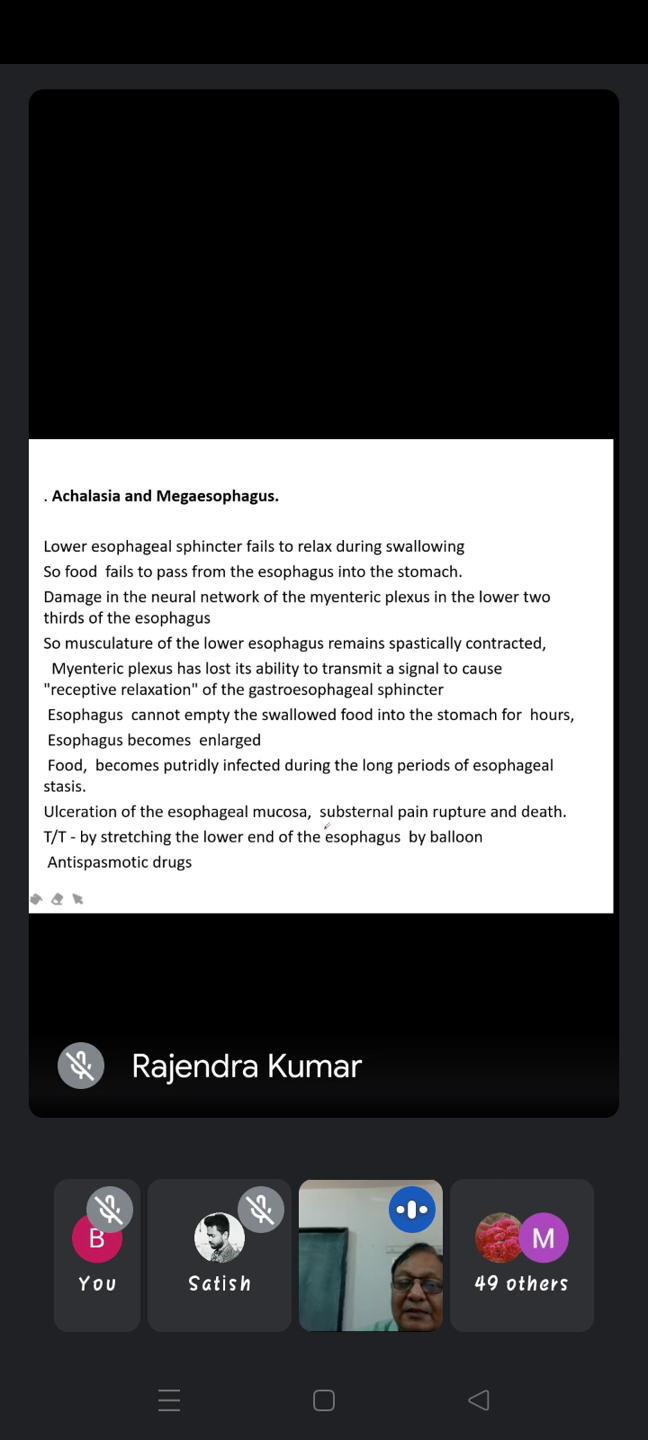 . Achalasia and Megaesophagus.
Lower esophageal sphincter fails to relax during swallowing
So food  fails to pass from the esophagus into the stomach.
Damage in the neural network of the myenteric plexus in the lower two
thirds of the esophagus
So musculature of the lower esophagus remains spastically contracted,
Myenteric plexus has lost its ability to transmit a signal to cause
"receptive relaxation" of the gastroesophageal sphincter
Esophagus  cannot empty the swallowed food into the stomach for  hours,
Esophagus becomes  enlarged
Food,  becomes putridly infected during the long periods of esophageal
stasis.
Ulceration of the esophageal mucosa,  substernal pain rupture and death.
T/T - by stretching the lower end of the esophagus  by balloon
Antispasmotic drugs
Rajendra Kumar
B
M
You
Satish
49 others